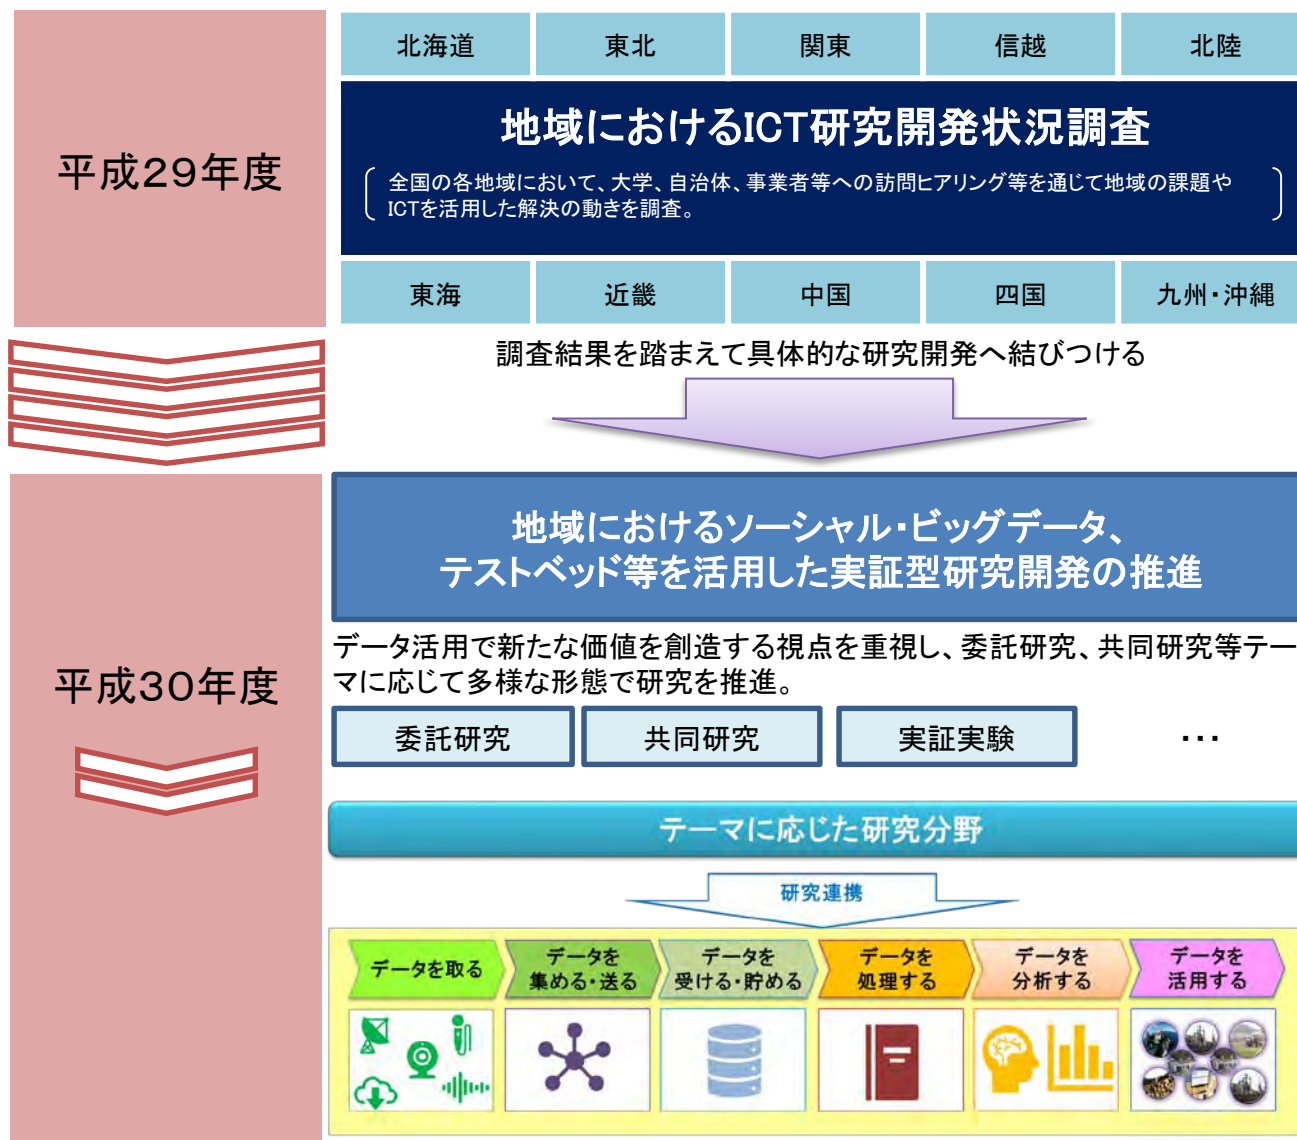 平成29年度
北海道
東北
関東
信越
北陸
地域におけるICT研究開発状況調査
全国の各地域において、大学、自治体、事業者等への訪問ヒアリング等を通じて地域の課題や
ICTを活用した解決の動きを調査。
東海
近畿
中国
四国
九州・沖縄
調査結果を踏まえて具体的な研究開発へ結びつける
平成30年度
地域におけるソーシャル・ビッグデータ、
テストベッド等を活用した実証型研究開発の推進
データ活用で新たな価値を創造する視点を重視し、委託研究、共同研究等テー
マに応じて多様な形態で研究を推進。
委託研究
共同研究
実証実験
・・・
テーマに応じた研究分野
研究連携
データを取る
データを
集める・送る
データを
受ける・貯める
データを
処理する
データを
分析する
データを
活用する